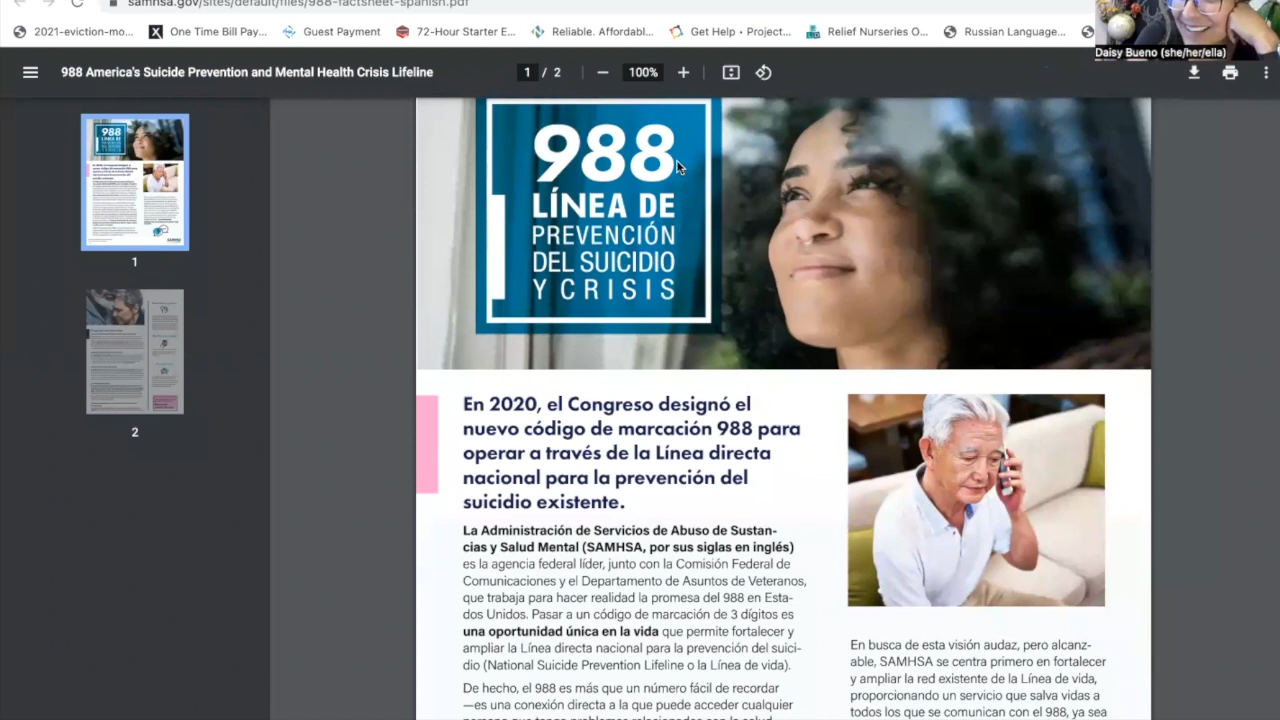 samhsa.gov/sites/default/files/988-factsheet-spanish.pdf
2021-eviction-mo...
One Time Bill Pay...
Guest Payment
72-Hour Starter E...
Reliable. Affordabl...
Get Help • Project...
Relief Nurseries O...
Russian Language...
Daisy Bueno (she/her/ella)
988 America's Suicide Prevention and Mental Health Crisis Lifeline
1 / 2
100%
1
2
988
LÍNEA DE
PREVENCIÓN
DEL SUICIDIO
Y CRISIS
En 2020, el Congreso designó el
nuevo código de marcación 988 para
operar a través de la Línea directa
nacional para la prevención del
suicidio existente.
La Administración de Servicios de Abuso de Sustan-
cias y Salud Mental (SAMHSA, por sus siglas en inglés)
es la agencia federal líder, junto con la Comisión Federal de
Comunicaciones y el Departamento de Asuntos de Veteranos,
que trabaja para hacer realidad la promesa del 988 en Esta-
dos Unidos. Pasar a un código de marcación de 3 dígitos es
una oportunidad única en la vida que permite fortalecer y
ampliar la Línea directa nacional para la prevención del suici-
dio (National Suicide Prevention Lifeline o la Línea de vida).
De hecho, el 988 es más que un número fácil de recordar
—es una conexión directa a la que puede acceder cualquier
En busca de esta visión audaz, pero alcanz-
able, SAMHSA se centra primero en fortalecer
y ampliar la red existente de la Línea de vida,
proporcionando un servicio que salva vidas a
todos los que se comunican con el 988, ya sea